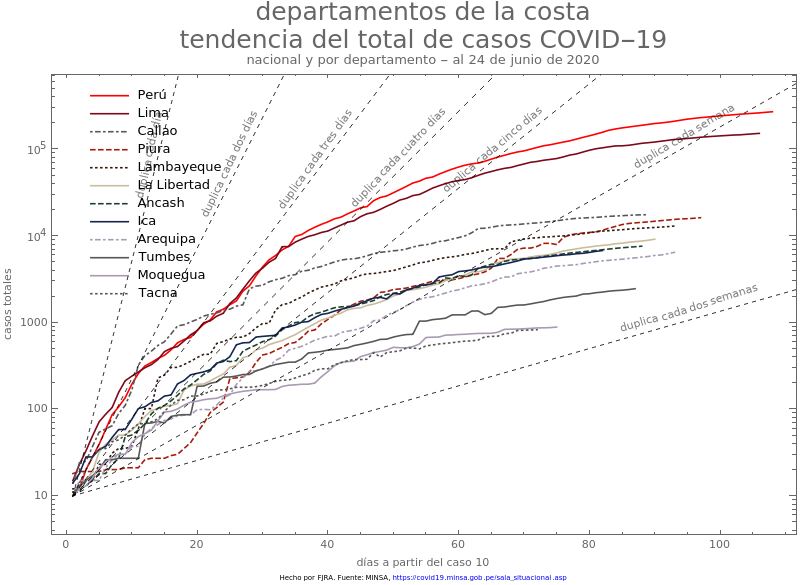 departamentos de la costa
tendencia del total de casos COVID–19
nacional y por departamento – al 24 de junio de 2020
Perú
Lima
Callao
Piura
Lambayeque
La Libertad
Ancash
Ica
Arequipa
Tumbes
Moquegua
Tacna
duplica cada día
duplica cada dos días
duplica cada tres días
duplica cada cuatro días
duplica cada cinco días
duplica cada semana
duplica cada dos semanas
casos totales
10^5
10^4
1000
100
10
0 20 40 60 80 100
días a partir del caso 10
Hecho por FJRA. Fuente: MINSA, https://covid19.minsa.gob.pe/sala_situacional.asp